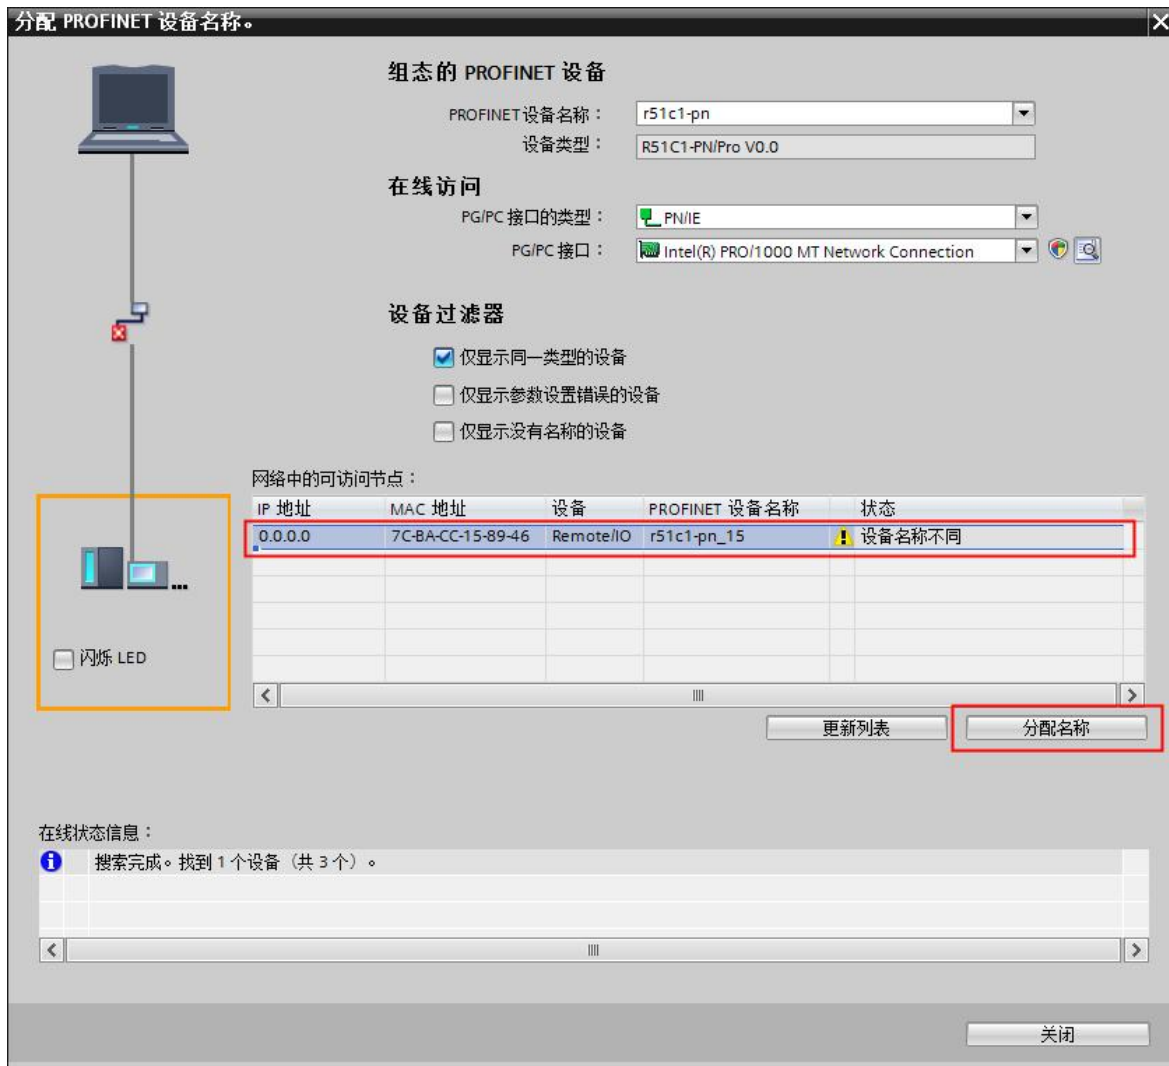 分配 PROFINET 设备名称。
组态的 PROFINET 设备
PROFINET设备名称： r51c1-pn
设备类型： R51C1-PN/Pro V0.0
在线访问
PG/PC 接口的类型： PN/IE
PG/PC 接口： Intel(R) PRO/1000 MT Network Connection
设备过滤器
仅显示同一类型的设备
仅显示参数设置错误的设备
仅显示没有名称的设备
网络中的可访问节点：
IP 地址 MAC 地址 设备 PROFINET 设备名称 状态
0.0.0.0 7C-BA-CC-15-89-46 Remote/IO r51c1-pn_15 设备名称不同
闪烁 LED
更新列表 分配名称
在线状态信息：
搜索完成。找到 1 个设备（共 3 个）。
关闭